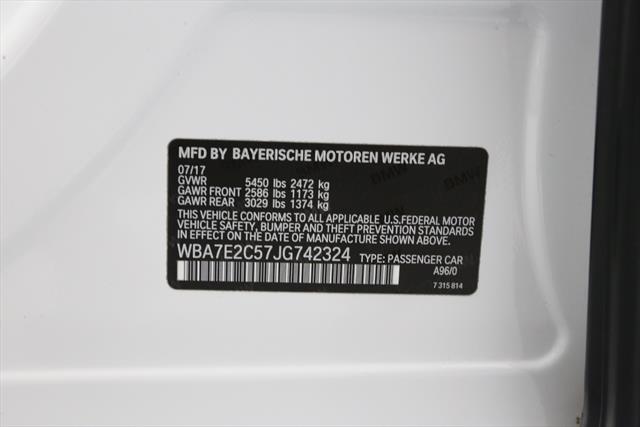 MFD BY BAYERISCHE MOTOREN WERKE AG
07/17
GVWR 5450 lbs 2472 kg
GAWR FRONT 2586 lbs 1173 kg
GAWR REAR 3029 lbs 1374 kg
THIS VEHICLE CONFORMS TO ALL APPLICABLE U.S.FEDERAL MOTOR
VEHICLE SAFETY, BUMPER AND THEFT PREVENTION STANDARDS
IN EFFECT ON THE DATE OF MANUFACTURE SHOWN ABOVE.
WBA7E2C57JG742324 TYPE: PASSENGER CAR
A96/0
7 315 814
BMW
BMW